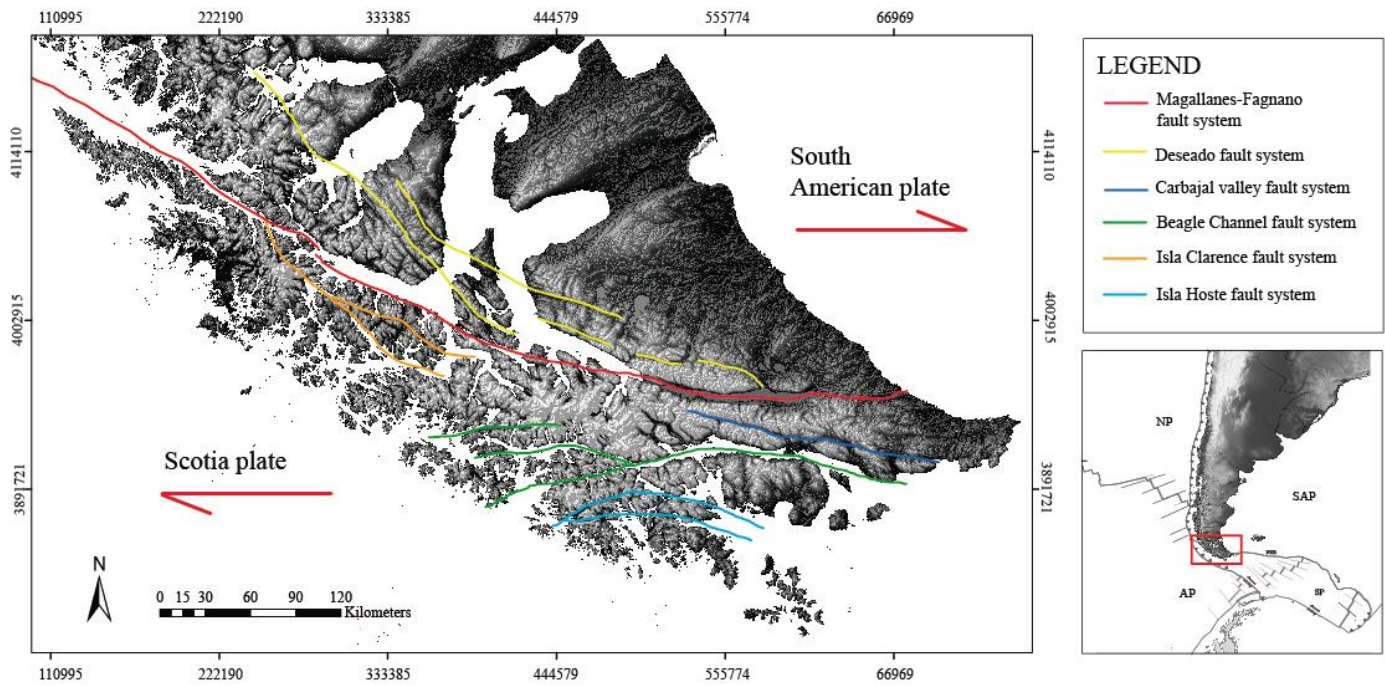 110995 222190 333385 444579 555774 66969
4114110
4002915
3891721
4114110
4002915
3891721
South
American plate
Scotia plate
N
0 15 30 60 90 120
Kilometers
110995 222190 333385 444579 555774 66969
LEGEND
Magallanes-Fagnano
fault system
Deseado fault system
Carbajal valley fault system
Beagle Channel fault system
Isla Clarence fault system
Isla Hoste fault system
NP
SAP
AP
SP